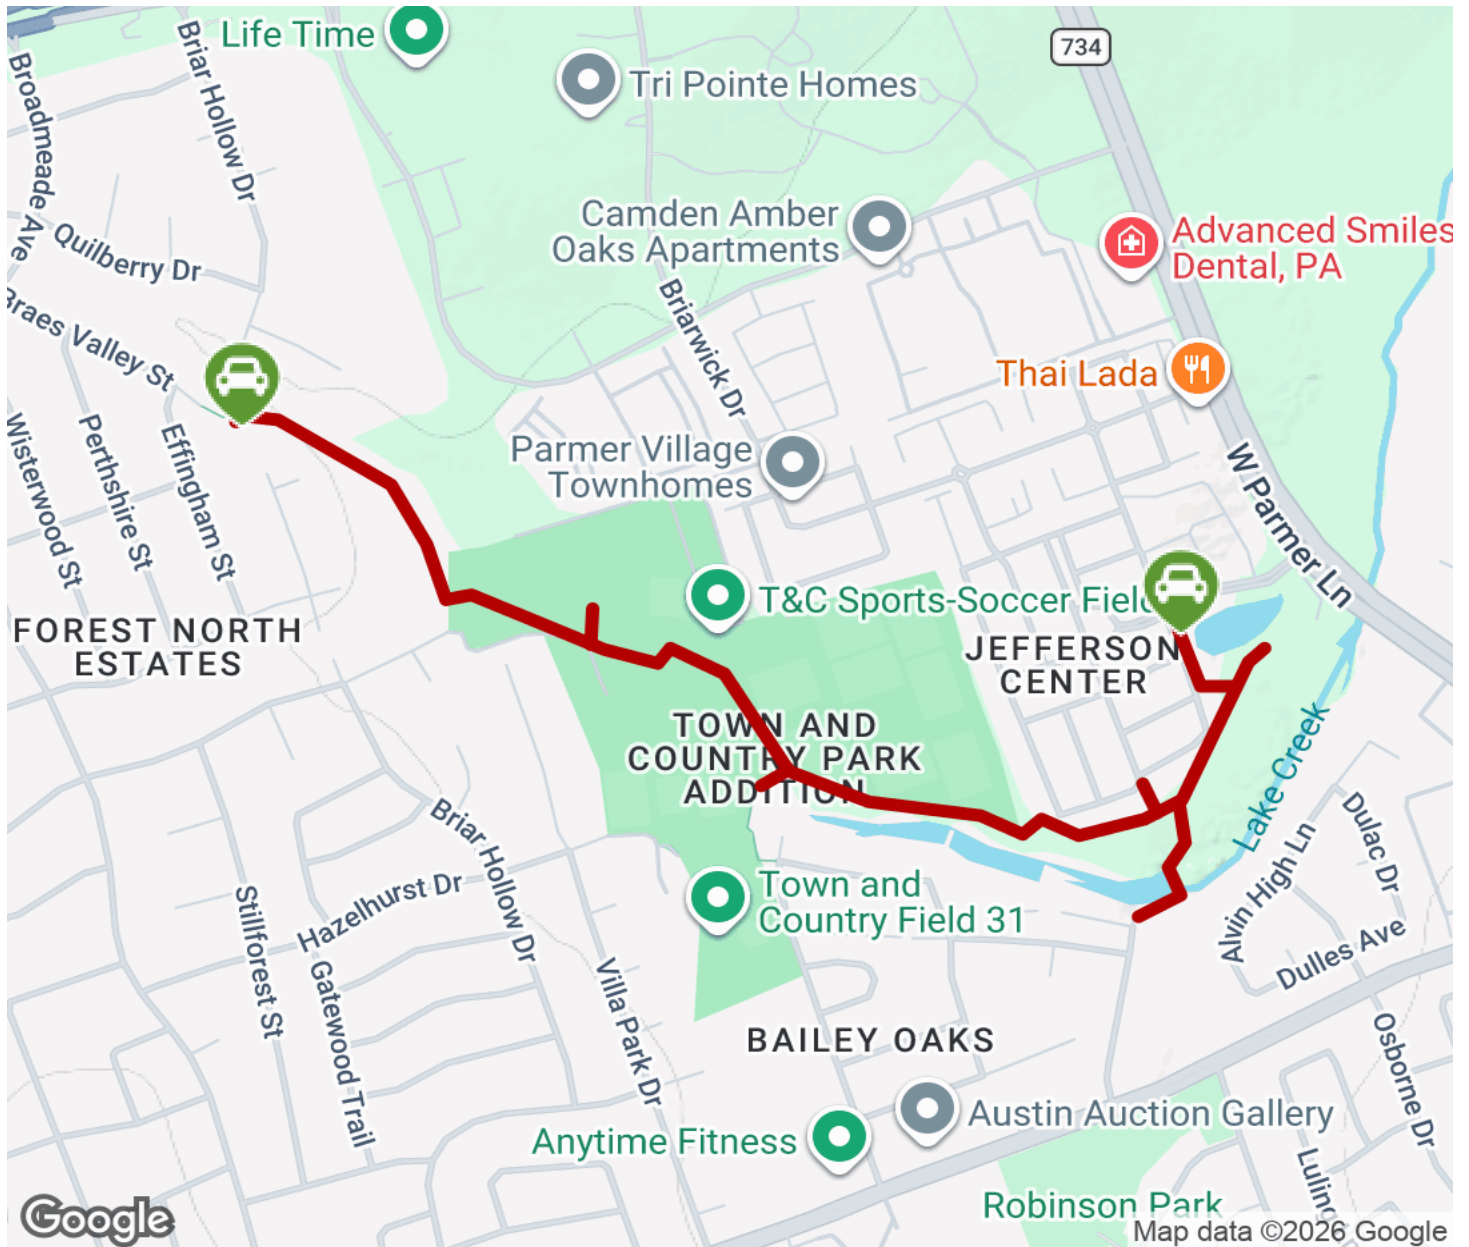 Life Time
Tri Pointe Homes
734
Broadmeade Ave
Briar Hollow Dr
Quilberry Dr
Camden Amber
Oaks Apartments
Advanced Smiles
Dental, PA
Braes Valley St
Briarwick Dr
Thai Lada
Wisterwood St
Perthshire St
Effingham St
Parmer Village
Townhomes
W Parmer Ln
T&C Sports-Soccer Field
FOREST NORTH
ESTATES
JEFFERSON
CENTER
TOWN AND
COUNTRY PARK
ADDITION
Lake Creek
Briar Hollow Dr
Hazelhurst Dr
Town and
Country Field 31
Alvin High Ln
Dulac Dr
Dulles Ave
Stillforest St
Gatewood Trail
Villa Park Dr
BAILEY OAKS
Osborne Dr
Austin Auction Gallery
Anytime Fitness
Robinson Park
Luling
Google
Map data ©2026 Google